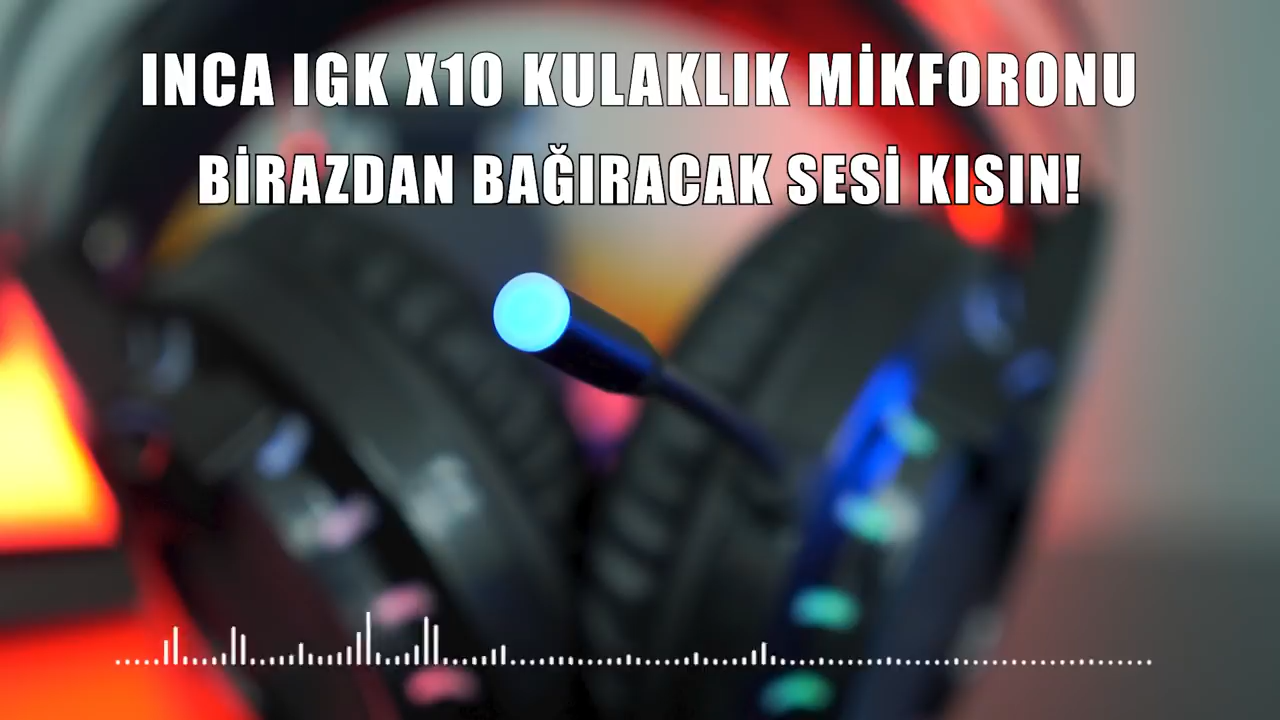 INCA IGK X10 KULAKLIK MİKFORONU
BİRAZDAN BAĞIRACAK SESİ KISIN!